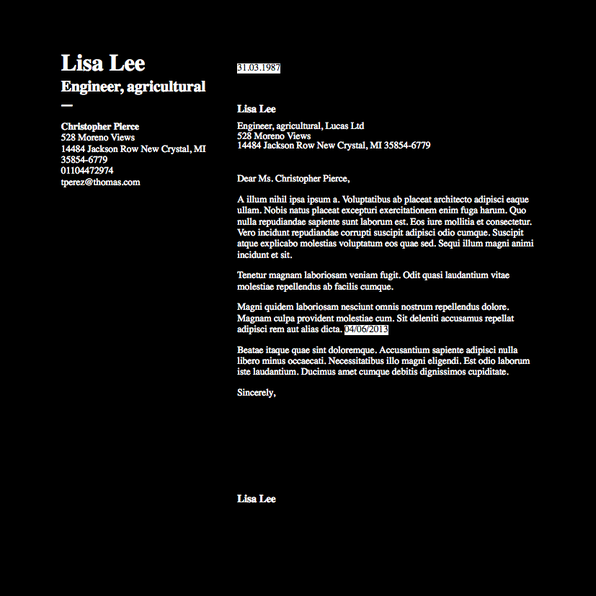 Lisa Lee
Engineer, agricultural
—
Christopher Pierce
528 Moreno Views
14484 Jackson Row New Crystal, MI
35854-6779
01104472974
tperez@thomas.com
31.03.1987
Lisa Lee
Engineer, agricultural, Lucas Ltd
528 Moreno Views
14484 Jackson Row New Crystal, MI 35854-6779
Dear Ms. Christopher Pierce,
A illum nihil ipsa ipsum a. Voluptatibus ab placeat architecto adipisci eaque
ullam. Nobis natus placeat excepturi exercitationem enim fuga harum. Quo
nulla repudiandae sapiente sunt laborum est. Eos iure mollitia et consectetur.
Vero incidunt repudiandae corrupti suscipit adipisci odio cumque. Suscipit
atque explicabo molestias voluptatum eos quae sed. Sequi illum magni animi
incidunt et sit.
Tenetur magnam laboriosam veniam fugit. Odit quasi laudantium vitae
molestiae repellendus ab facilis cumque.
Magni quidem laboriosam nesciunt omnis nostrum repellendus dolore.
Magnam culpa provident molestiae cum. Sit deleniti accusamus repellat
adipisci rem aut alias dicta. 04/06/2013
Beatae itaque quae sint doloremque. Accusantium sapiente adipisci nulla
libero minus occaecati. Necessitatibus illo magni eligendi. Est odio laborum
iste laudantium. Ducimus amet cumque debitis dignissimos cupiditate.
Sincerely,
Lisa Lee